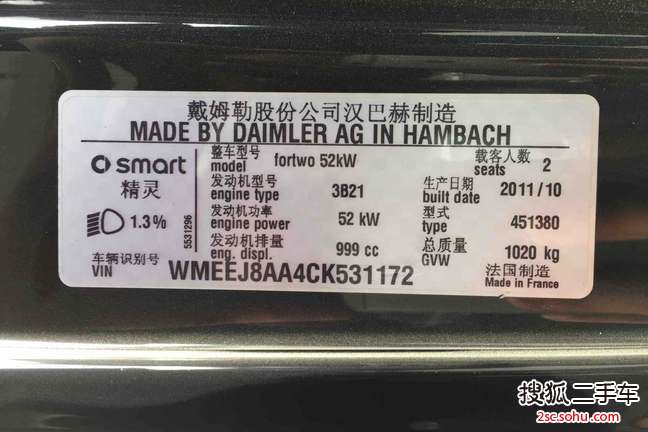 戴姆勒股份公司汉巴赫制造
MADE BY DAIMLER AG IN HAMBACH
smart
精灵
1.3%
5531296
整车型号
model
fortwo 52kW
载客人数
seats
2
发动机型号
engine type
3B21
生产日期
built date
2011/10
发动机功率
engine power
52 kW
型式
type
451380
发动机排量
eng. displ.
999 cc
总质量
GVW
1020 kg
车辆识别号
VIN
WMEEJ8AA4CK531172
法国制造
Made in France
搜狐二手车
2sc.sohu.com